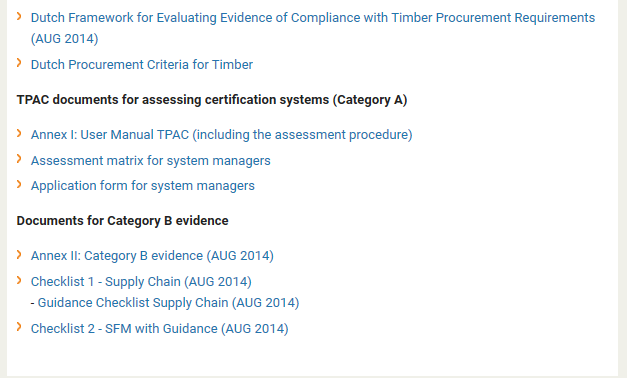 Dutch Framework for Evaluating Evidence of Compliance with Timber Procurement Requirements
(AUG 2014)
Dutch Procurement Criteria for Timber
TPAC documents for assessing certification systems (Category A)
Annex I: User Manual TPAC (including the assessment procedure)
Assessment matrix for system managers
Application form for system managers
Documents for Category B evidence
Annex II: Category B evidence (AUG 2014)
Checklist 1 - Supply Chain (AUG 2014)
- Guidance Checklist Supply Chain (AUG 2014)
Checklist 2 - SFM with Guidance (AUG 2014)